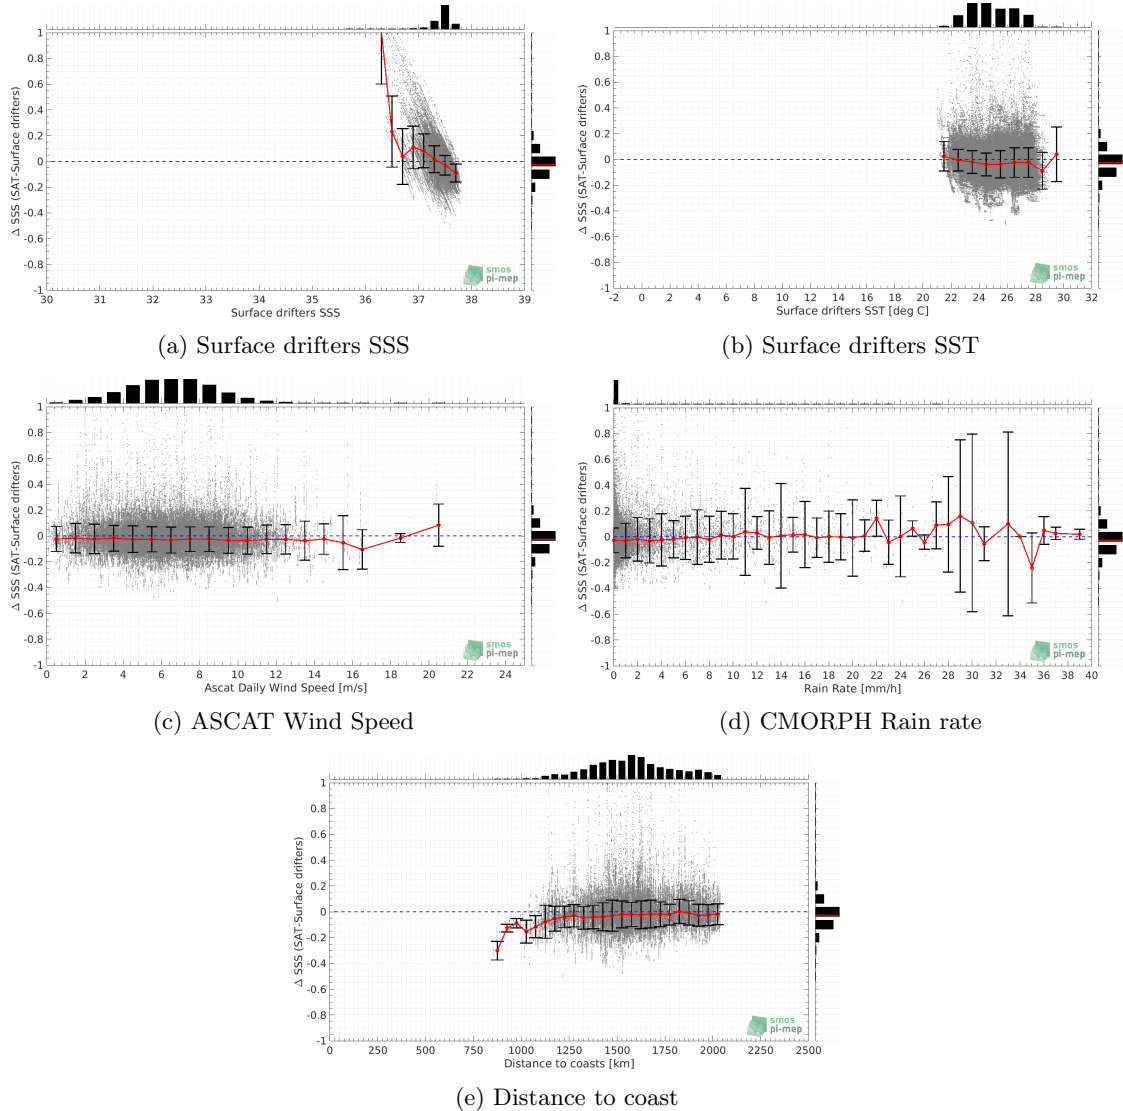 1
0.8
0.6
0.4
0.2
0
-0.2
-0.4
-0.6
-0.8
-1
Δ SSS (SAT-Surface drifters)
smos
pi-mep
30 31 32 33 34 35 36 37 38 39
Surface drifters SSS
(a) Surface drifters SSS
1
0.8
0.6
0.4
0.2
0
-0.2
-0.4
-0.6
-0.8
-1
Δ SSS (SAT-Surface drifters)
smos
pi-mep
-2 0 2 4 6 8 10 12 14 16 18 20 22 24 26 28 30 32
Surface drifters SST [deg C]
(b) Surface drifters SST
1
0.8
0.6
0.4
0.2
0
-0.2
-0.4
-0.6
-0.8
-1
Δ SSS (SAT-Surface drifters)
smos
pi-mep
0 2 4 6 8 10 12 14 16 18 20 22 24
Ascat Daily Wind Speed [m/s]
(c) ASCAT Wind Speed
1
0.8
0.6
0.4
0.2
0
-0.2
-0.4
-0.6
-0.8
-1
Δ SSS (SAT-Surface drifters)
smos
pi-mep
0 2 4 6 8 10 12 14 16 18 20 22 24 26 28 30 32 34 36 38 40
Rain Rate [mm/h]
(d) CMORPH Rain rate
1
0.8
0.6
0.4
0.2
0
-0.2
-0.4
-0.6
-0.8
-1
Δ SSS (SAT-Surface drifters)
smos
pi-mep
0 250 500 750 1000 1250 1500 1750 2000 2250 2500
Distance to coasts [km]
(e) Distance to coast